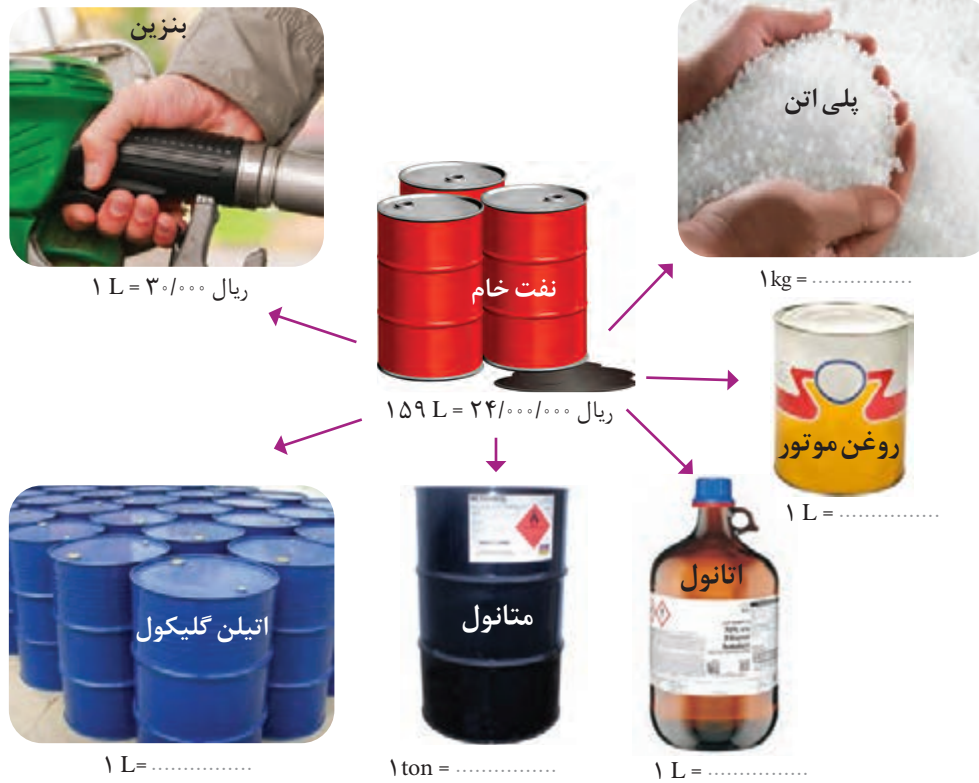 بنزین
۱ L = ۳۰/۰۰۰ ریال
پلی اتن
۱kg = ................
نفت خام
۱۵۹ L = ۲۴/۰۰۰/۰۰۰ ریال
روغن موتور
۱ L = ................
اتیلن گلیکول
۱ L= ................
متانول
۱ton = ................
اتانول
۱ L = ................